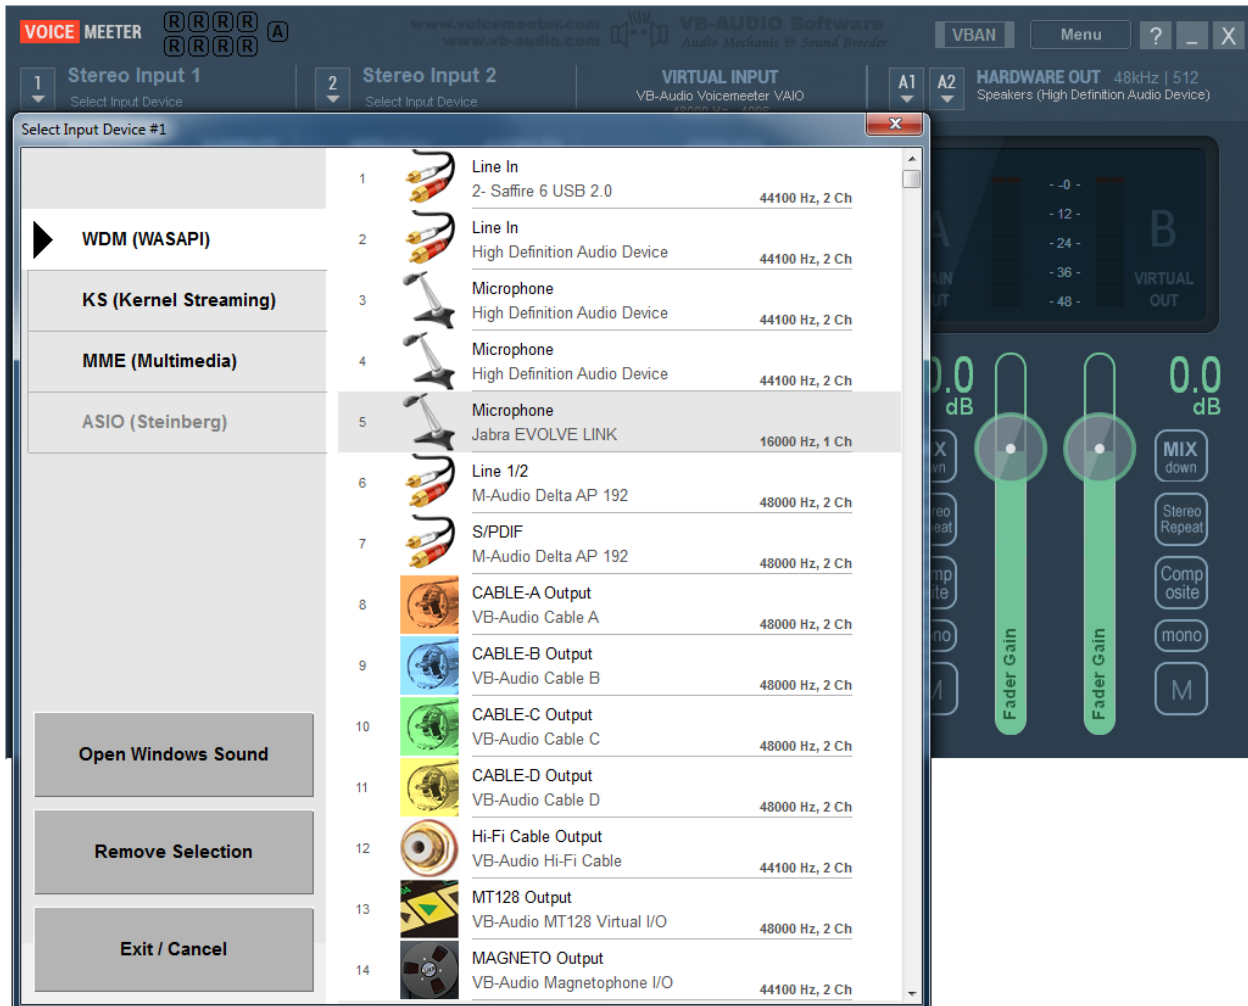 VOICE MEETER
R R R R A
R R R R
www.voicemeeter.com
www.vb-audio.com
VB-AUDIO Software
Audio Mechanic & Sound Breeder
VBAN
Menu
? _ X
1
Stereo Input 1
Select Input Device
2
Stereo Input 2
Select Input Device
VIRTUAL INPUT
VB-Audio Voicemeeter VAIO
A1
A2
HARDWARE OUT 48kHz | 512
Speakers (High Definition Audio Device)
Select Input Device #1
x
WDM (WASAPI)
KS (Kernel Streaming)
MME (Multimedia)
ASIO (Steinberg)
Open Windows Sound
Remove Selection
Exit / Cancel
1
Line In
2- Saffire 6 USB 2.0
44100 Hz, 2 Ch
2
Line In
High Definition Audio Device
44100 Hz, 2 Ch
3
Microphone
High Definition Audio Device
44100 Hz, 2 Ch
4
Microphone
High Definition Audio Device
44100 Hz, 2 Ch
5
Microphone
Jabra EVOLVE LINK
16000 Hz, 1 Ch
6
Line 1/2
M-Audio Delta AP 192
48000 Hz, 2 Ch
7
S/PDIF
M-Audio Delta AP 192
48000 Hz, 2 Ch
8
CABLE-A Output
VB-Audio Cable A
48000 Hz, 2 Ch
9
CABLE-B Output
VB-Audio Cable B
48000 Hz, 2 Ch
10
CABLE-C Output
VB-Audio Cable C
48000 Hz, 2 Ch
11
CABLE-D Output
VB-Audio Cable D
48000 Hz, 2 Ch
12
Hi-Fi Cable Output
VB-Audio Hi-Fi Cable
44100 Hz, 2 Ch
13
MT128 Output
VB-Audio MT128 Virtual I/O
48000 Hz, 2 Ch
14
MAGNETO Output
VB-Audio Magnetophone I/O
44100 Hz, 2 Ch
A
B
- -0 -
- -12 -
- -24 -
- -36 -
- -48 -
VIRTUAL
OUT
0.0
dB
0.0
dB
MIX
down
Stereo
Repeat
Comp
osite
mono
M
Fader Gain
Fader Gain